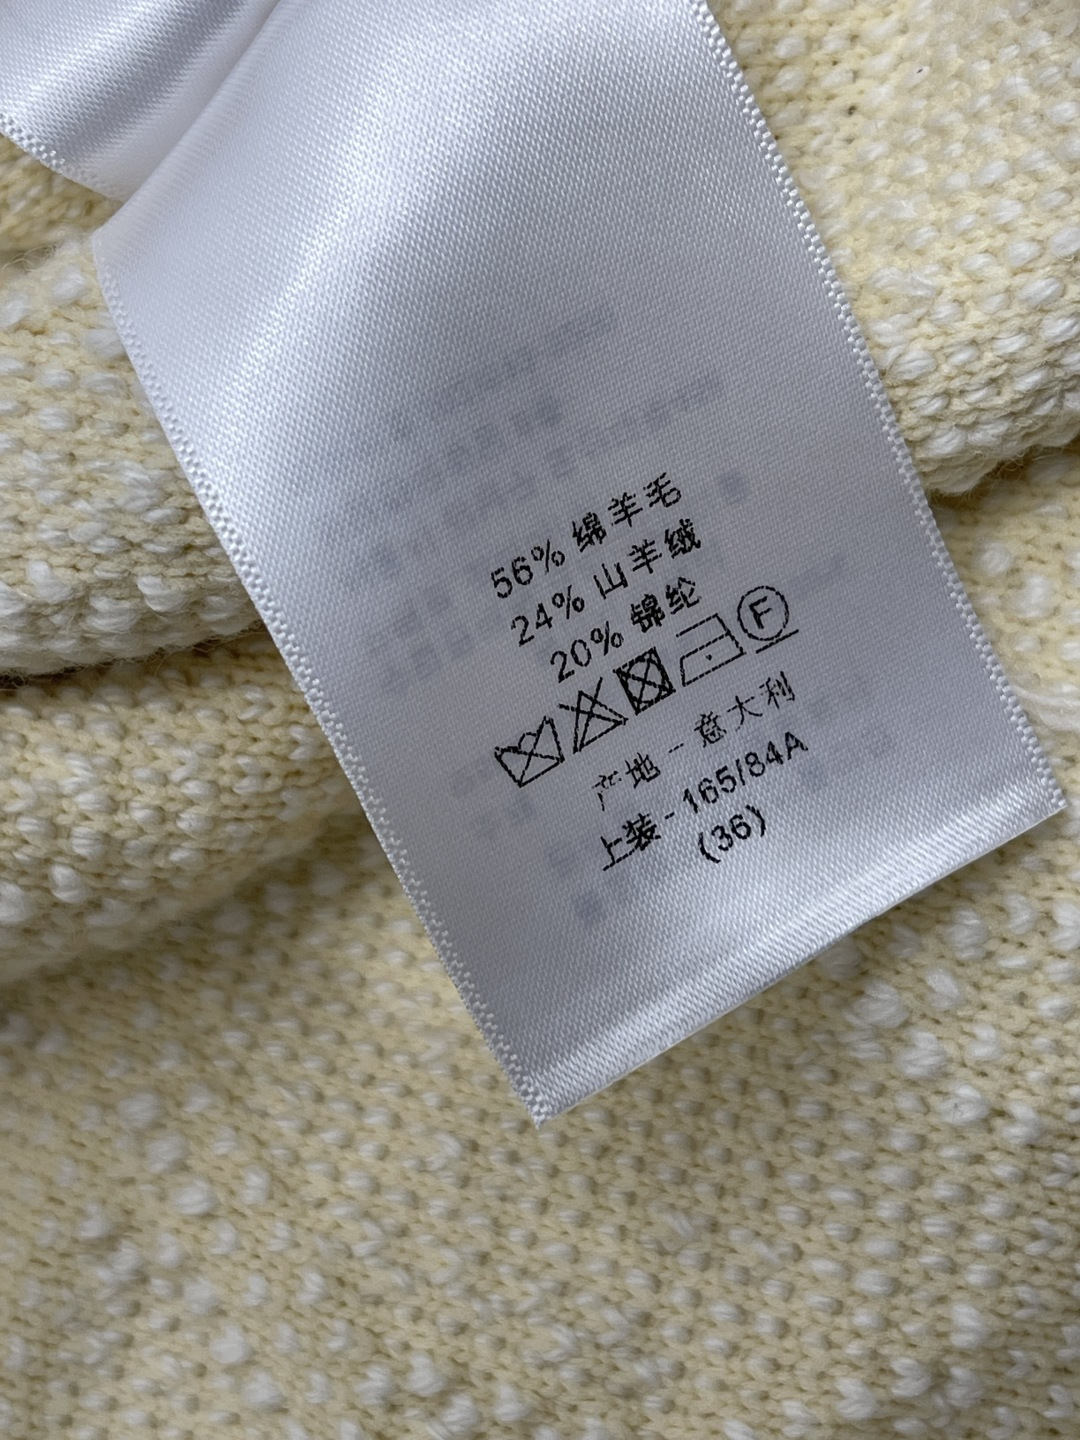 56% 绵羊毛
24% 山羊绒
20% 锦纶
F
产地 - 意大利
上装 - 165/84A
(36)